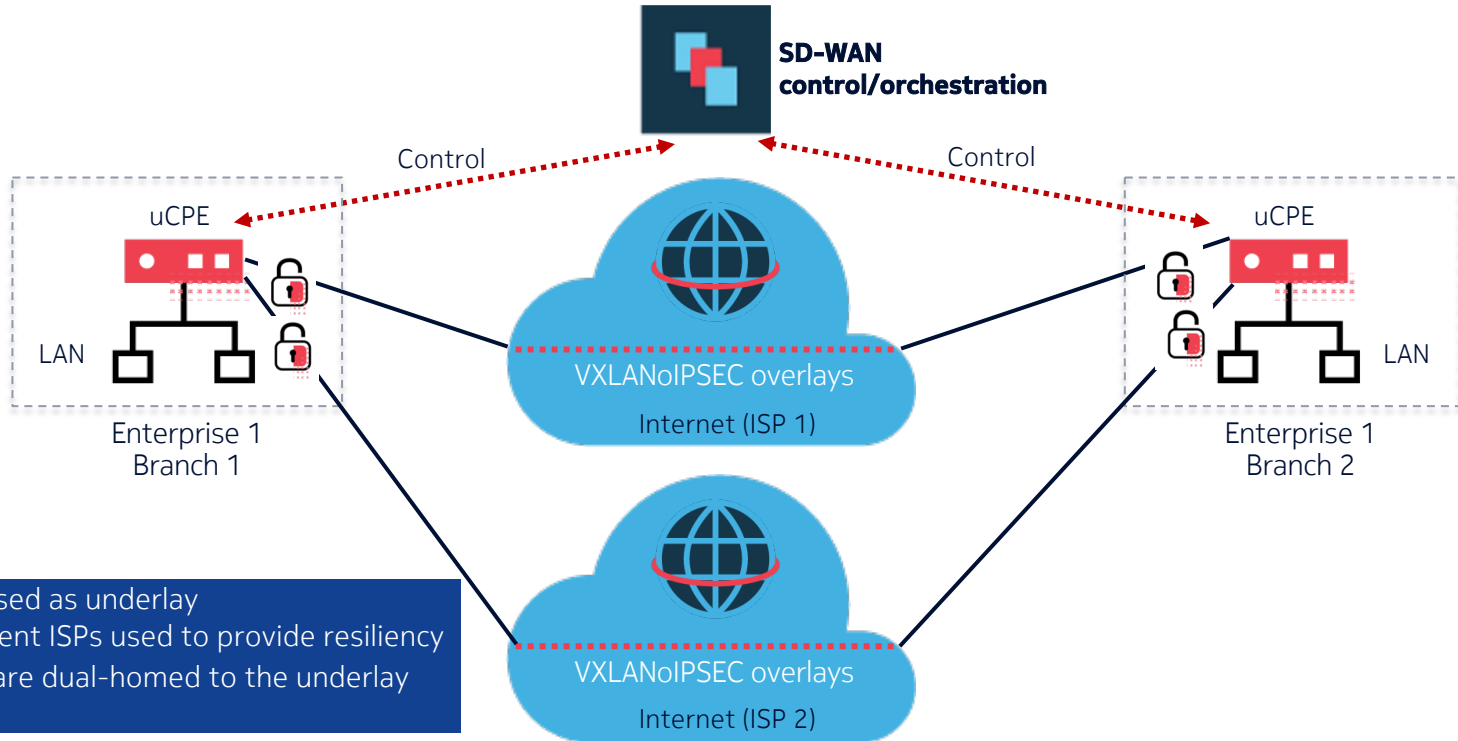 SD-WAN
control/orchestration
Control
Control
uCPE
uCPE
LAN
LAN
VXLANoIPSEC overlays
Internet (ISP 1)
Enterprise 1
Branch 1
Enterprise 1
Branch 2
sed as underlay
ent ISPs used to provide resiliency
are dual-homed to the underlay
VXLANoIPSEC overlays
Internet (ISP 2)